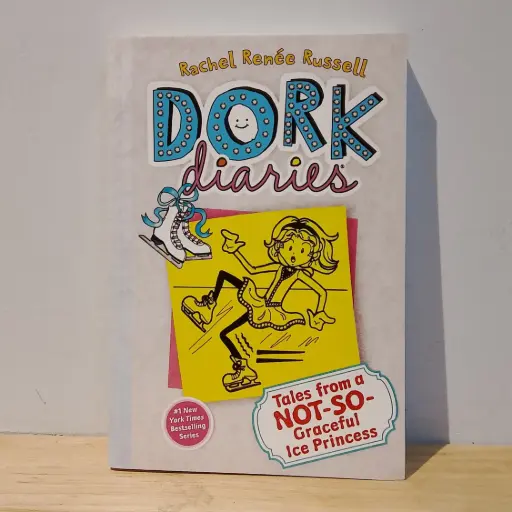 Rachel Renée Russell
DORK
diaries
Tales from a
NOT-SO-
Graceful
Ice Princess
#1 New
York Times
Bestselling
Series